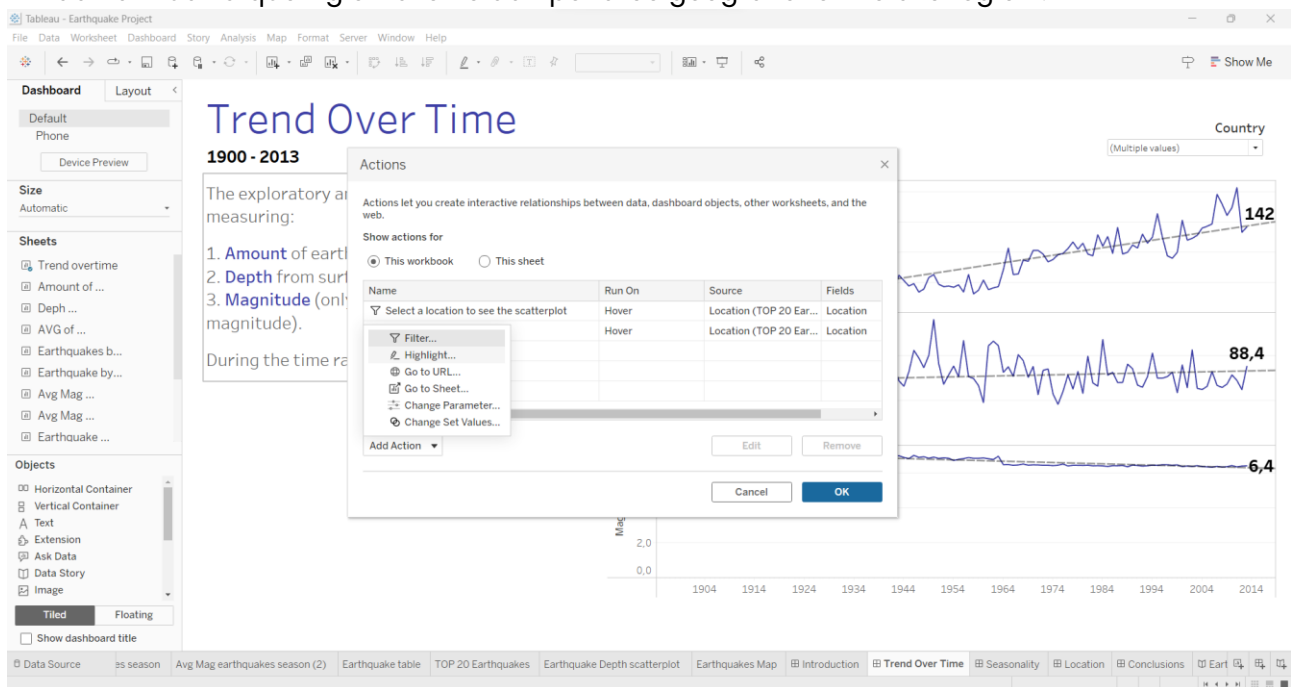 Tableau - Earthquake Project
File Data Worksheet Dashboard Story Analysis Map Format Server Window Help
Show Me
Dashboard Layout
Default
Phone
Device Preview
Size
Automatic
Sheets
Trend overtime
Amount of ...
Deph ...
AVG of ...
Earthquakes b...
Earthquake by...
Avg Mag ...
Avg Mag ...
Earthquake ...
Objects
Horizontal Container
Vertical Container
Text
Extension
Ask Data
Data Story
Image
Tiled Floating
Show dashboard title
Trend Over Time
1900 - 2013
The exploratory
measuring:
1. Amount of
2. Depth from
3. Magnitude
magnitude).
During the time
Country
(Multiple values)
142
88,4
6,4
Mag
2,0
0,0
1904 1914 1924 1934 1944 1954 1964 1974 1984 1994 2004 2014
Actions
Actions let you create interactive relationships between data, dashboard objects, other worksheets, and the
web.
Show actions for
This workbook This sheet
Name Run On Source Fields
Select a location to see the scatterplot Hover Location (TOP 20 Ear... Location
Hover Location (TOP 20 Ear... Location
Filter...
Highlight...
Go to URL...
Go to Sheet...
Change Parameter...
Change Set Values...
Add Action Edit Remove
Cancel OK
Data Source es season Avg Mag earthquakes season (2) Earthquake table TOP 20 Earthquakes Earthquake Depth scatterplot Earthquakes Map Introduction Trend Over Time Seasonality Location Conclusions Eart